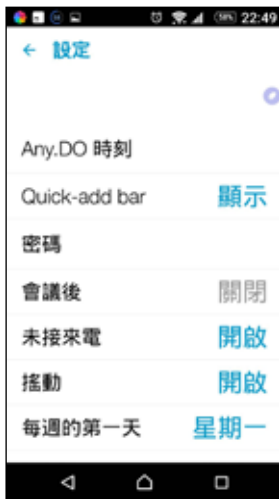 58% 22:49
← 設定
Any.DO 時刻
Quick-add bar 顯示
密碼
會議後 關閉
未接來電 開啟
搖動 開啟
每週的第一天 星期一